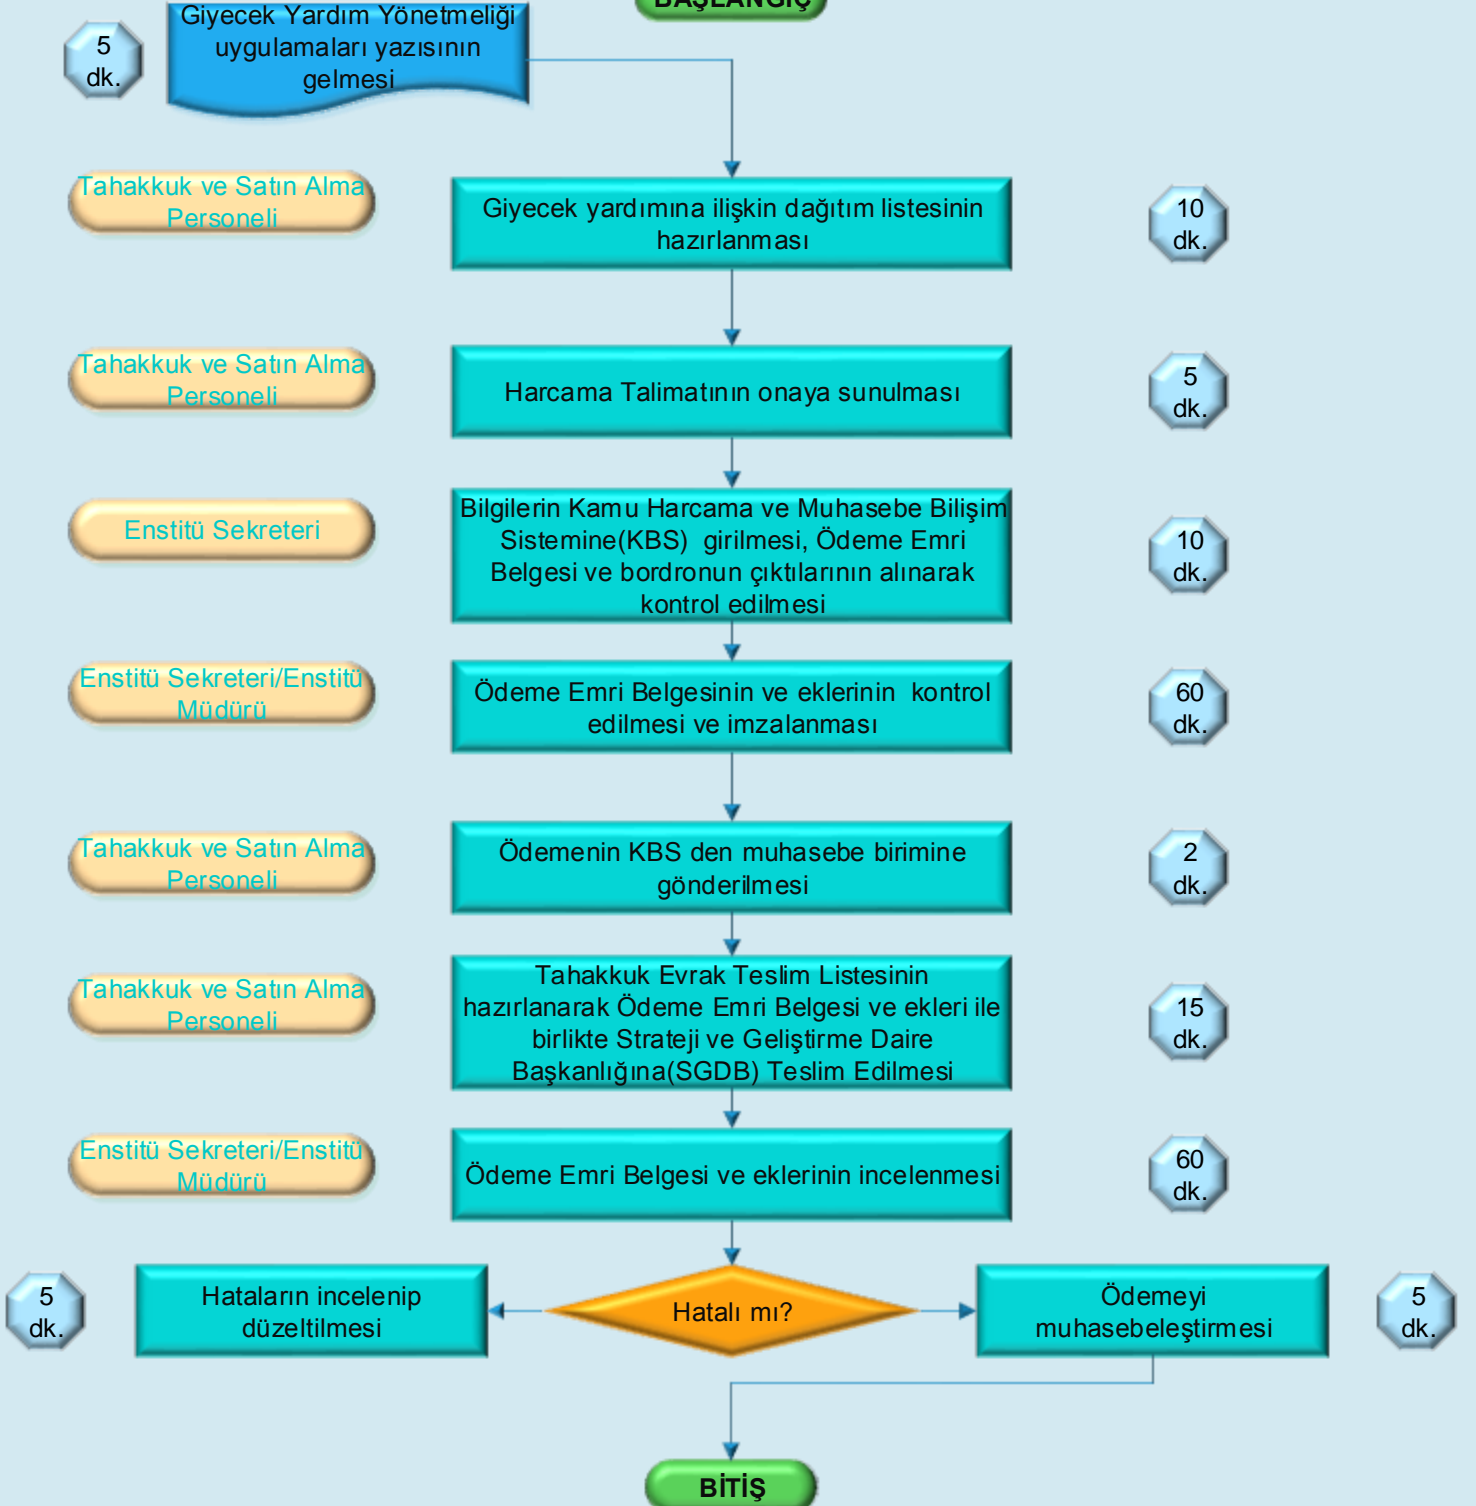 BAŞLANGIÇ
5
dk.
Giyecek Yardım Yönetmeliği
uygulamaları yazısının
gelmesi
Tahakkuk ve Satın Alma
Personeli
Giyecek yardımına ilişkin dağıtım listesinin
hazırlanması
10
dk.
Tahakkuk ve Satın Alma
Personeli
Harcama Talimatının onaya sunulması
5
dk.
Enstitü Sekreteri
Bilgilerin Kamu Harcama ve Muhasebe Bilişim
Sistemine(KBS) girilmesi, Ödeme Emri
Belgesi ve bordronun çıktılarının alınarak
kontrol edilmesi
10
dk.
Enstitü Sekreteri/Enstitü
Müdürü
Ödeme Emri Belgesinin ve eklerinin kontrol
edilmesi ve imzalanması
60
dk.
Tahakkuk ve Satın Alma
Personeli
Ödemenin KBS den muhasebe birimine
gönderilmesi
2
dk.
Tahakkuk ve Satın Alma
Personeli
Tahakkuk Evrak Teslim Listesinin
hazırlanarak Ödeme Emri Belgesi ve ekleri ile
birlikte Strateji ve Geliştirme Daire
Başkanlığına(SGDB) Teslim Edilmesi
15
dk.
Enstitü Sekreteri/Enstitü
Müdürü
Ödeme Emri Belgesi ve eklerinin incelenmesi
60
dk.
5
dk.
Hataların incelenip
düzeltilmesi
Hatalı mı?
Ödemeyi
muhasebeleştirmesi
5
dk.
BİTİŞ